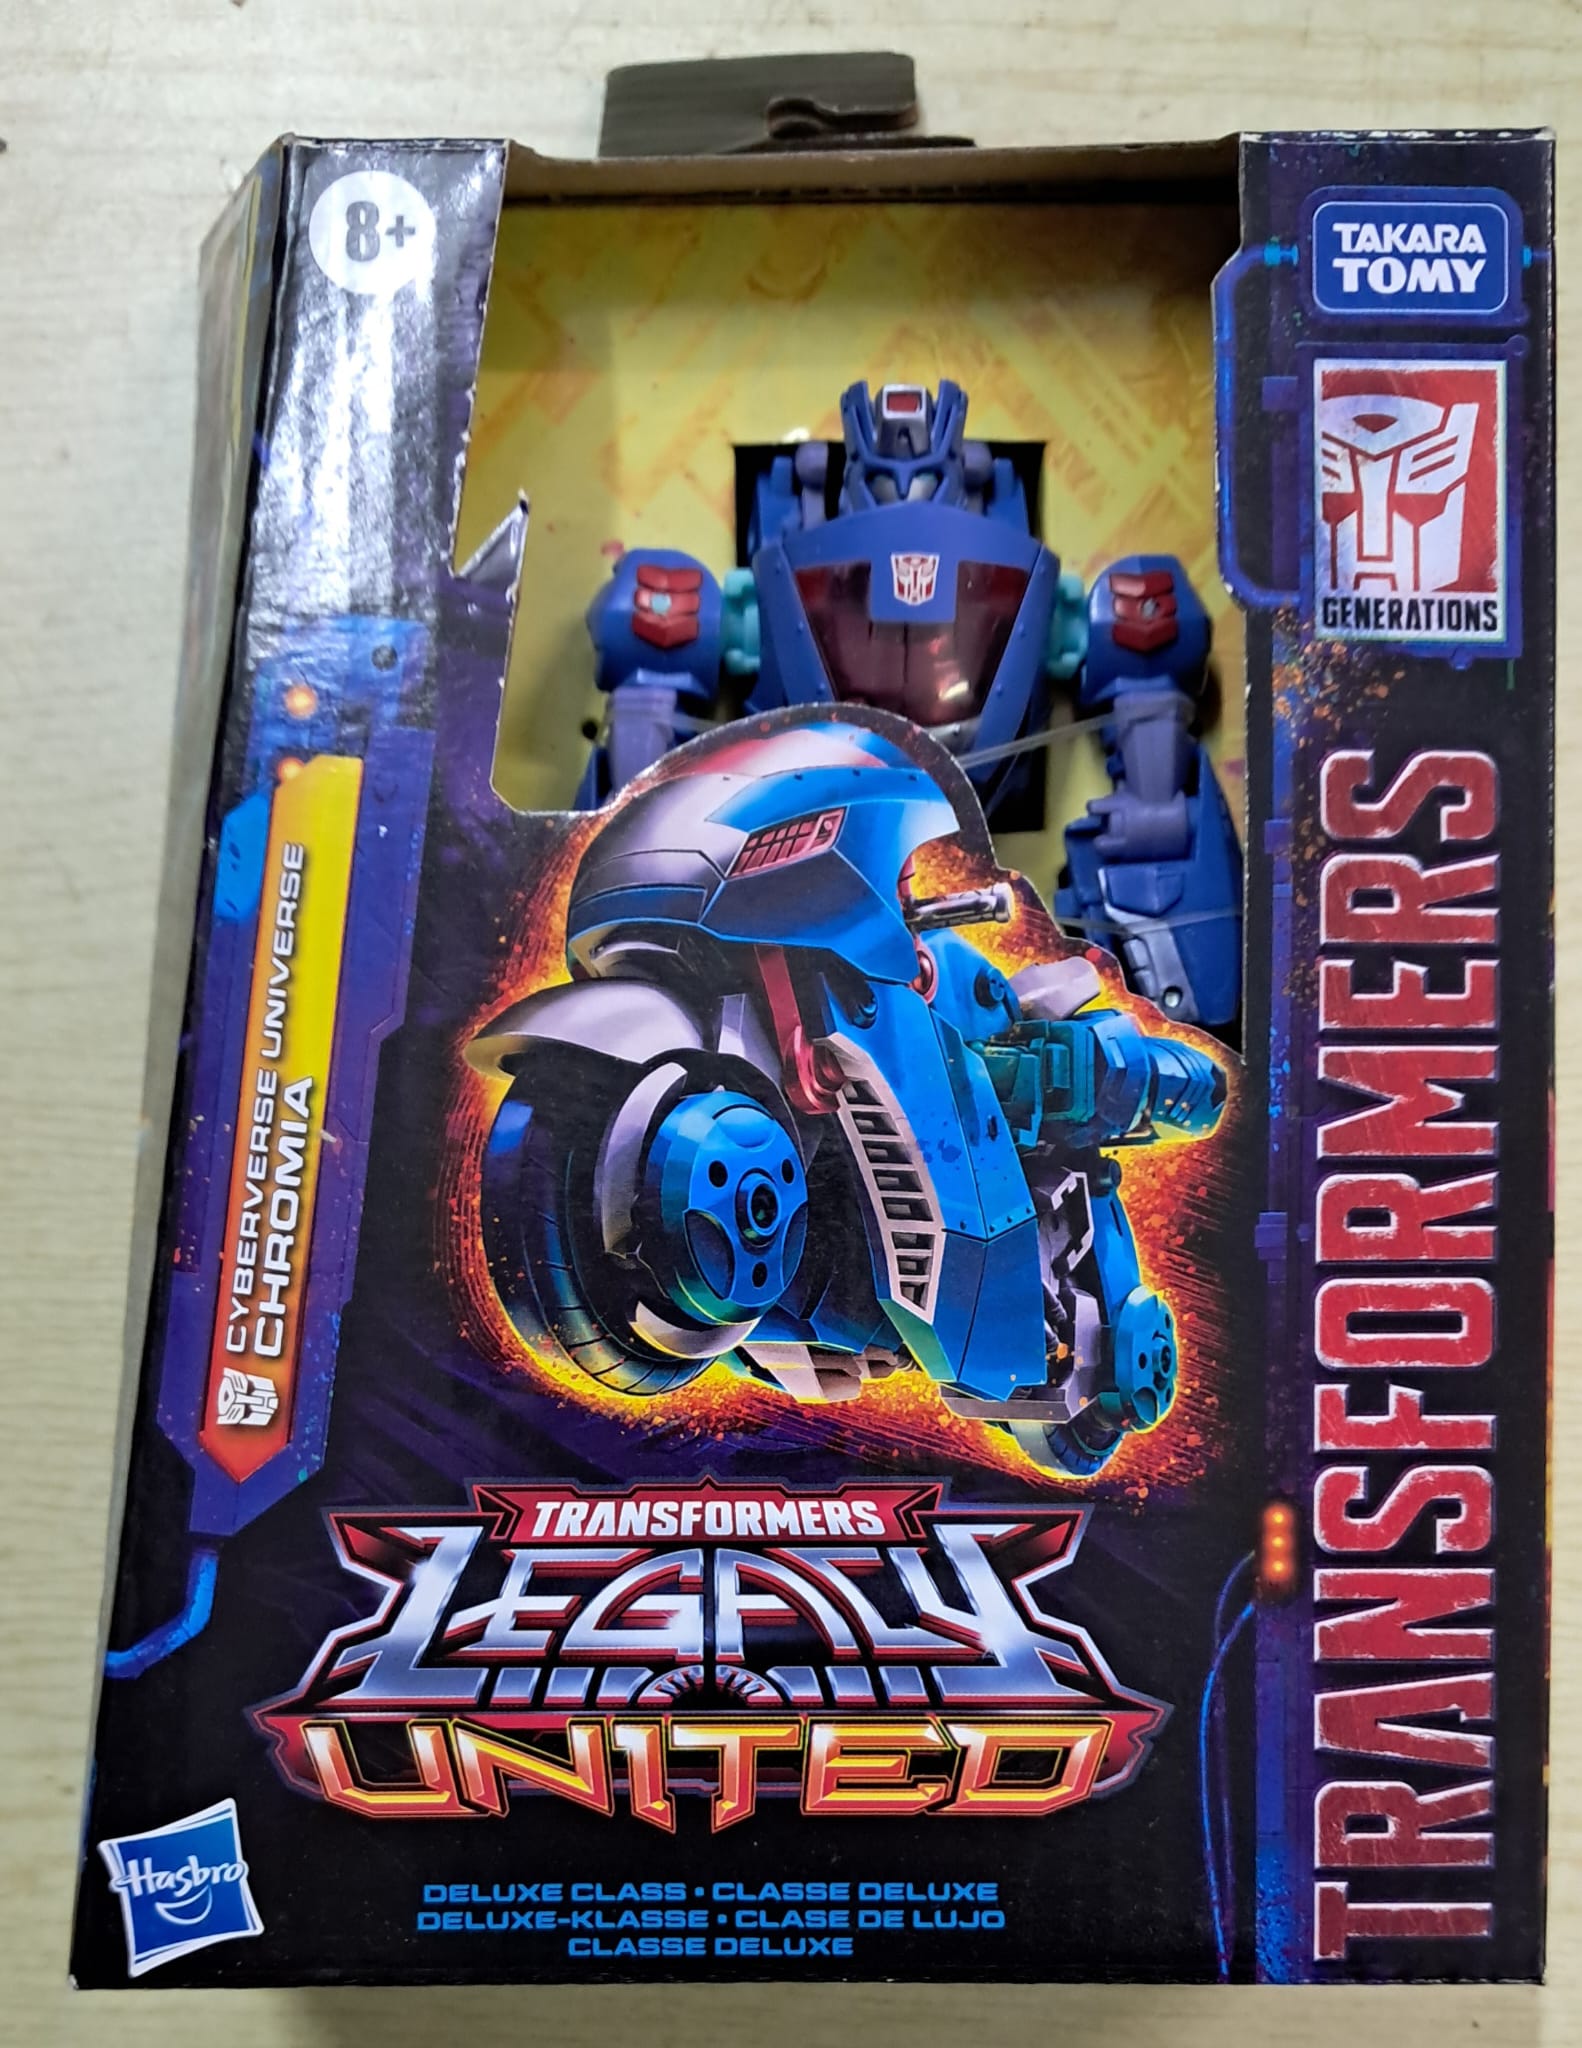 8+
TAKARA
TOMY
GENERATIONS
TRANSFORMERS
CYBERVERSE UNIVERSE
CHROMIA
TRANSFORMERS
LEGACY
UNITED
Hasbro
DELUXE CLASS • CLASSE DELUXE
DELUXE-KLASSE • CLASE DE LUJO
CLASSE DELUXE